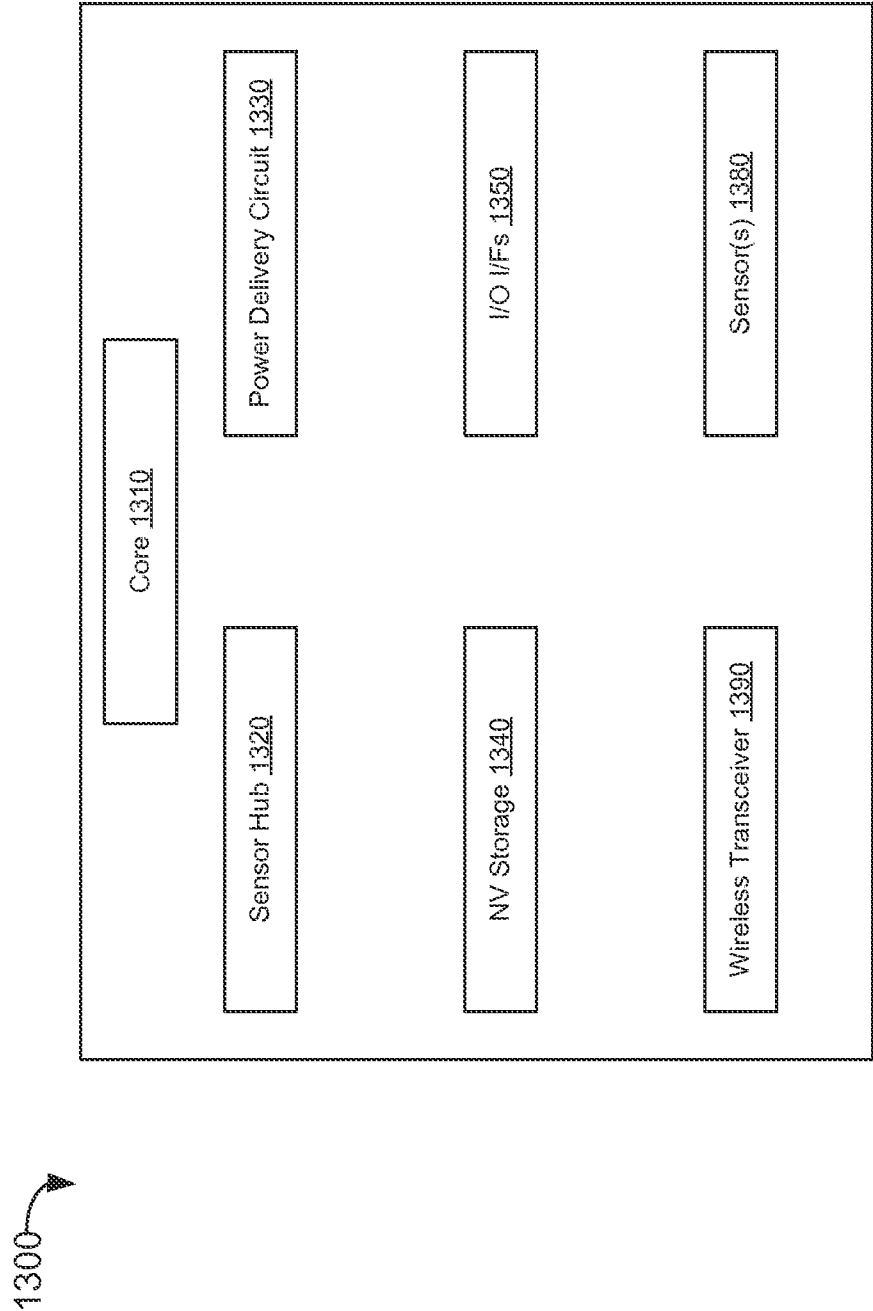 1300
Core 1310
Sensor Hub 1320
Power Delivery Circuit 1330
NV Storage 1340
I/O I/Fs 1350
Wireless Transceiver 1390
Sensor(s) 1380